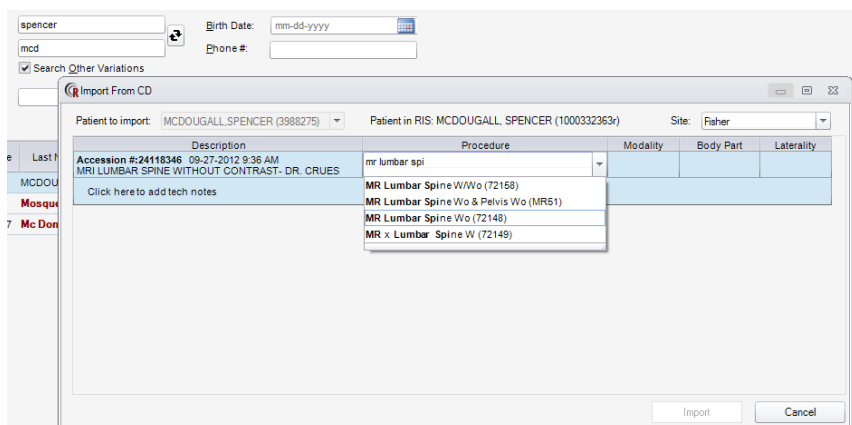 spencer
Birth Date: mm-dd-yyyy
mcd
Phone #:
Search Other Variations
Import From CD
Patient to import: MCDOUGALL,SPENCER (3988275) Patient in RIS: MCDOUGALL, SPENCER (1000332363r) Site: Fisher
e Last N Description Procedure Modality Body Part Laterality
Accession #:24118346 09-27-2012 9:36 AM mr lumbar spi
MRI LUMBAR SPINE WITHOUT CONTRAST- DR. CRUES
MCDOU Click here to add tech notes MR Lumbar Spine W/Wo (72158)
Mosque MR Lumbar Spine Wo & Pelvis Wo (MR51)
7 Mc Don MR Lumbar Spine Wo (72148)
MR x Lumbar Spine W (72149)
Import Cancel